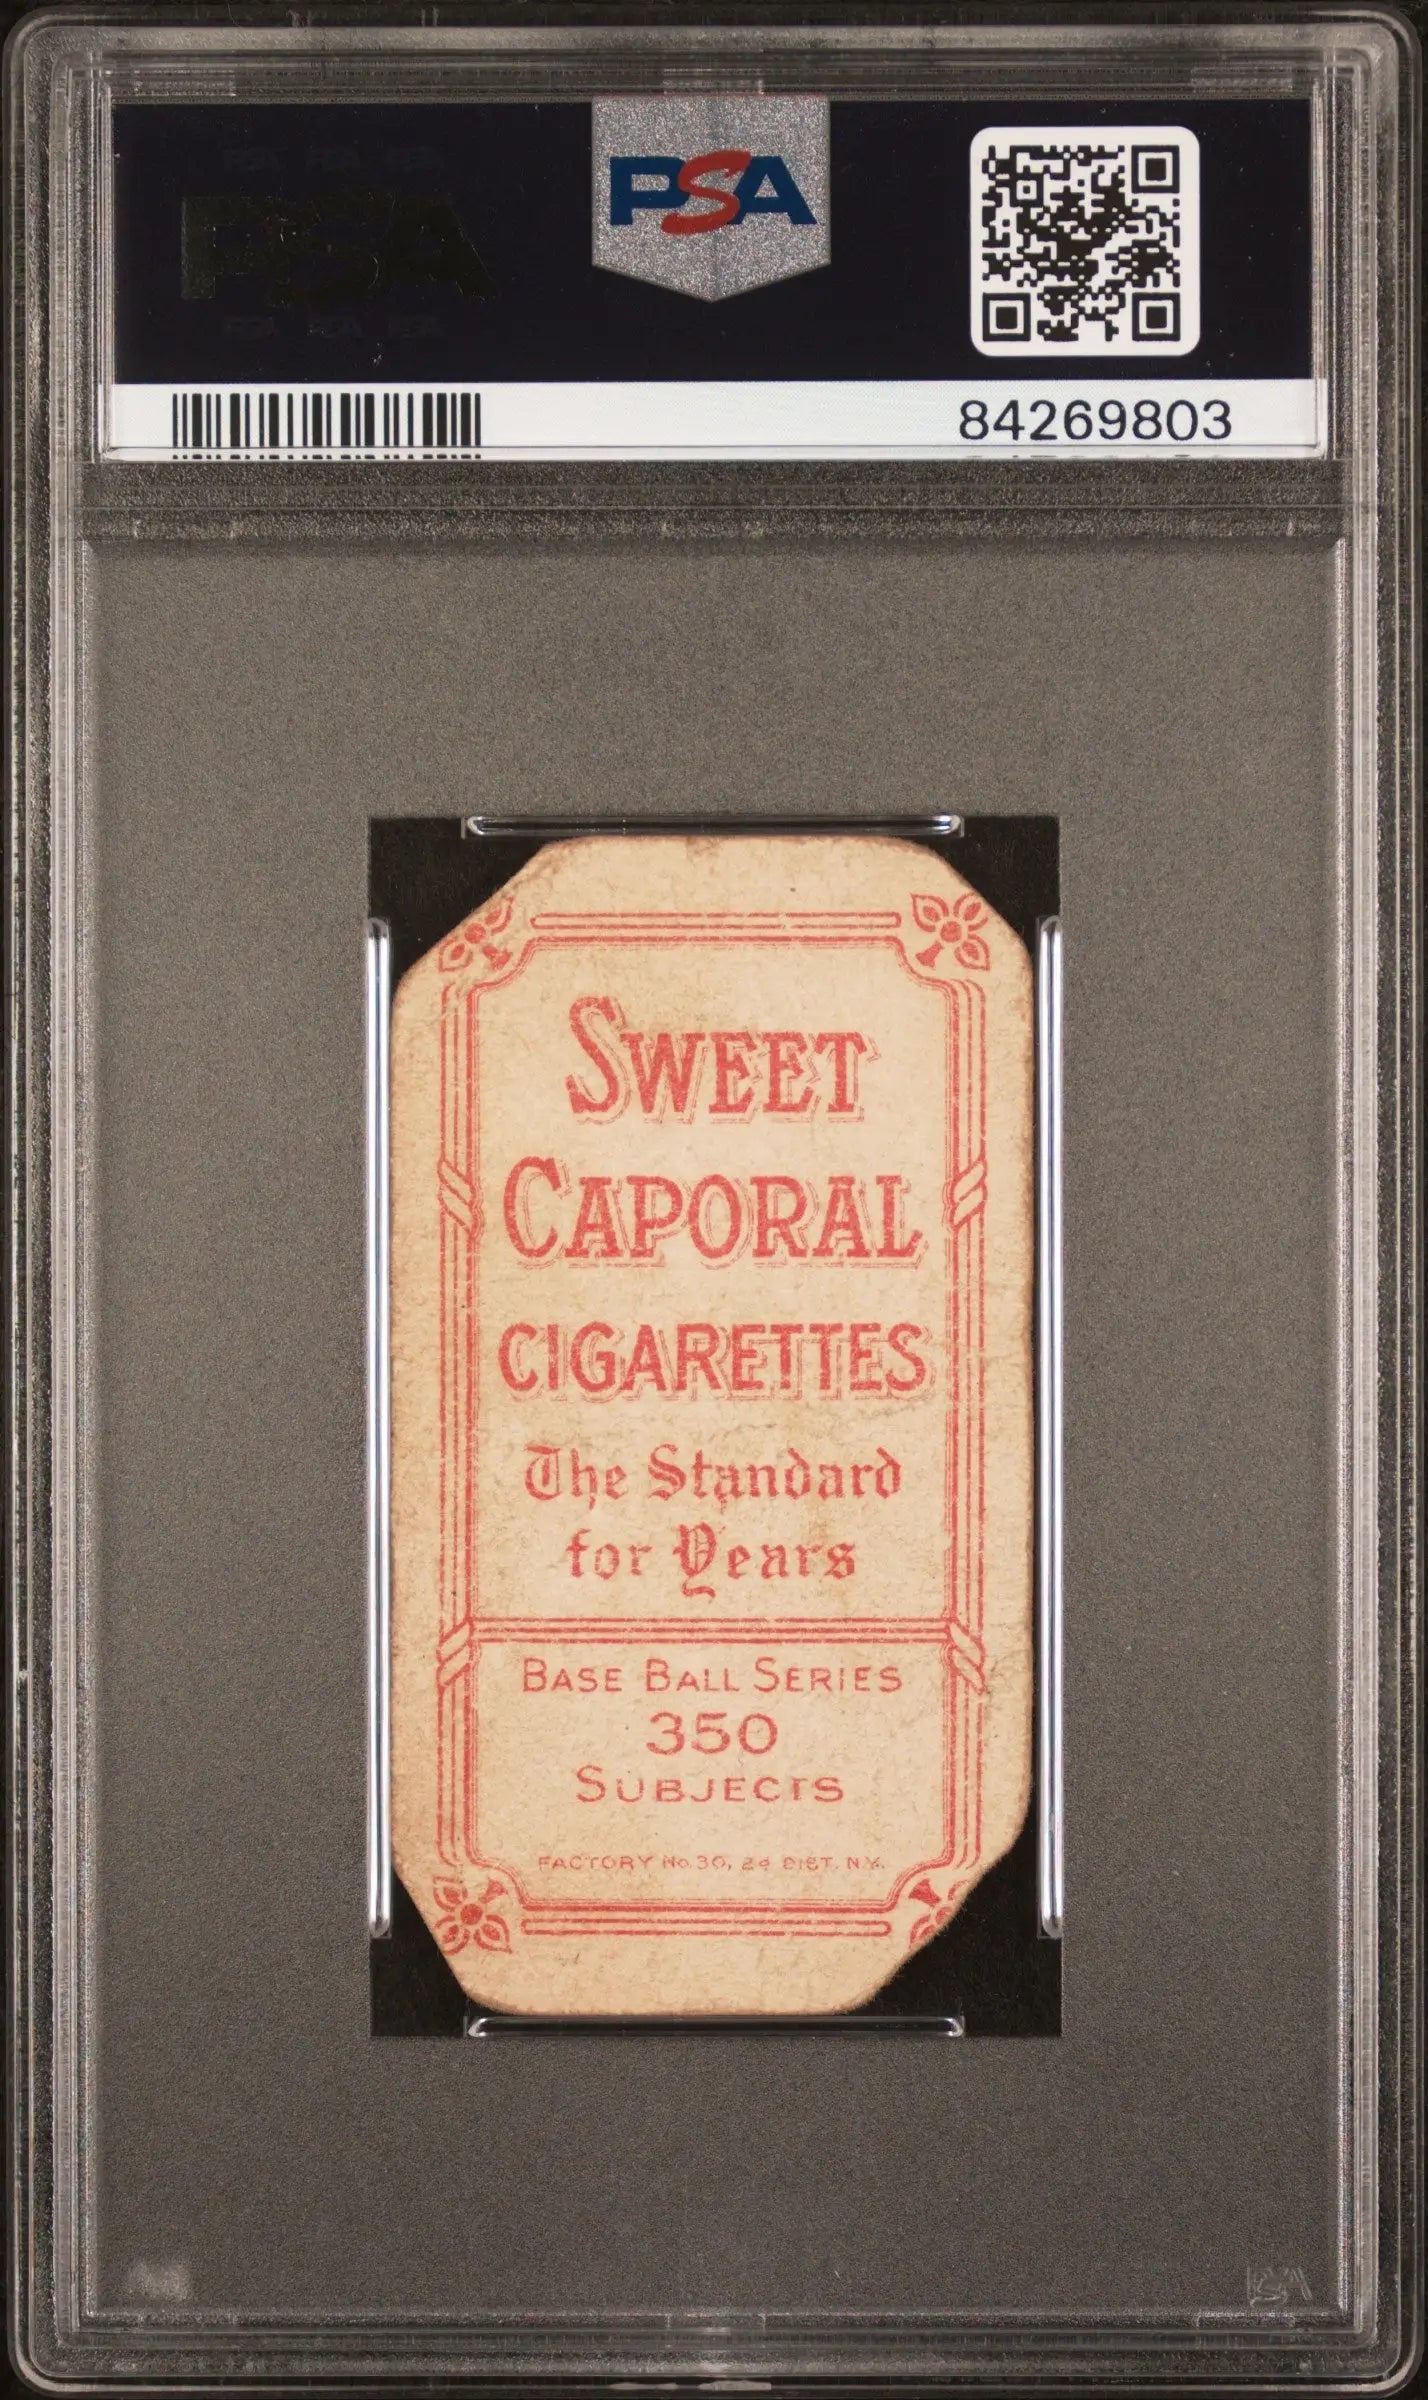 PSA
84269803
SWEET
CAPORAL
CIGARETTES
The Standard
for Years
BASE BALL SERIES
350
SUBJECTS
FACTORY No. 30, 2d DIST. N.Y.